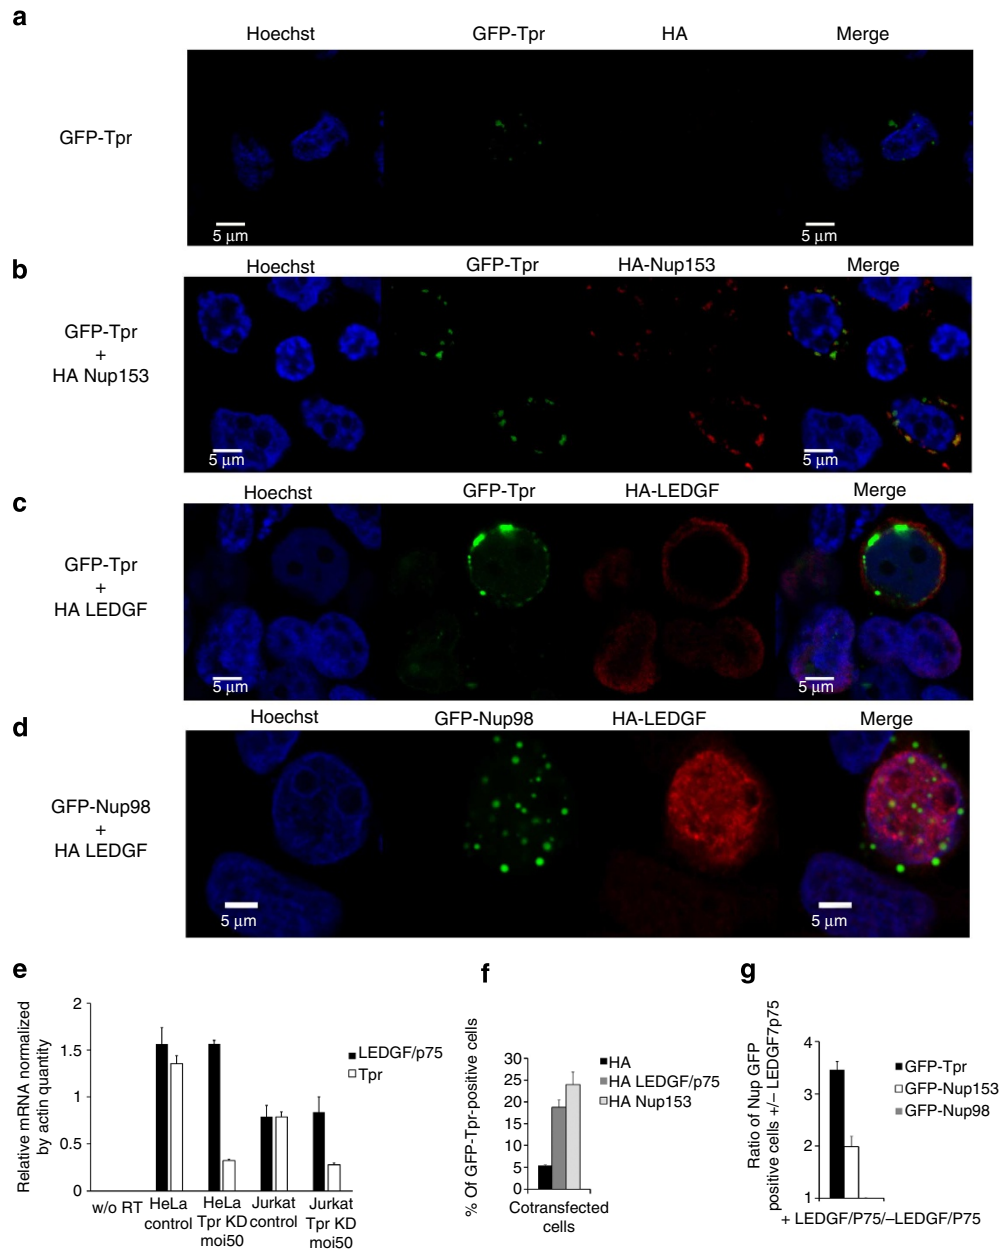 a
Hoechst GFP-Tpr HA Merge
GFP-Tpr
5 µm 5 µm
b
Hoechst GFP-Tpr HA-Nup153 Merge
GFP-Tpr
+
HA Nup153
5 µm 5 µm
c
Hoechst GFP-Tpr HA-LEDGF Merge
GFP-Tpr
+
HA LEDGF
5 µm 5 µm
d
Hoechst GFP-Nup98 HA-LEDGF Merge
GFP-Nup98
+
HA LEDGF
5 µm 5 µm
e
Relative mRNA normalized
by actin quantity
2
1.5
1
0.5
0
LEDGF/p75
Tpr
w/o RT
HeLa
control
HeLa
Tpr KD
moi50
Jurkat
control
Jurkat
Tpr KD
moi50
f
% Of GFP-Tpr-positive cells
30
25
20
15
10
5
0
HA
HA LEDGF/p75
HA Nup153
Cotransfected
cells
g
Ratio of Nup GFP
positive cells +/– LEDGF7p75
4
3
2
1
GFP-Tpr
GFP-Nup153
GFP-Nup98
+ LEDGF/P75/–LEDGF/P75